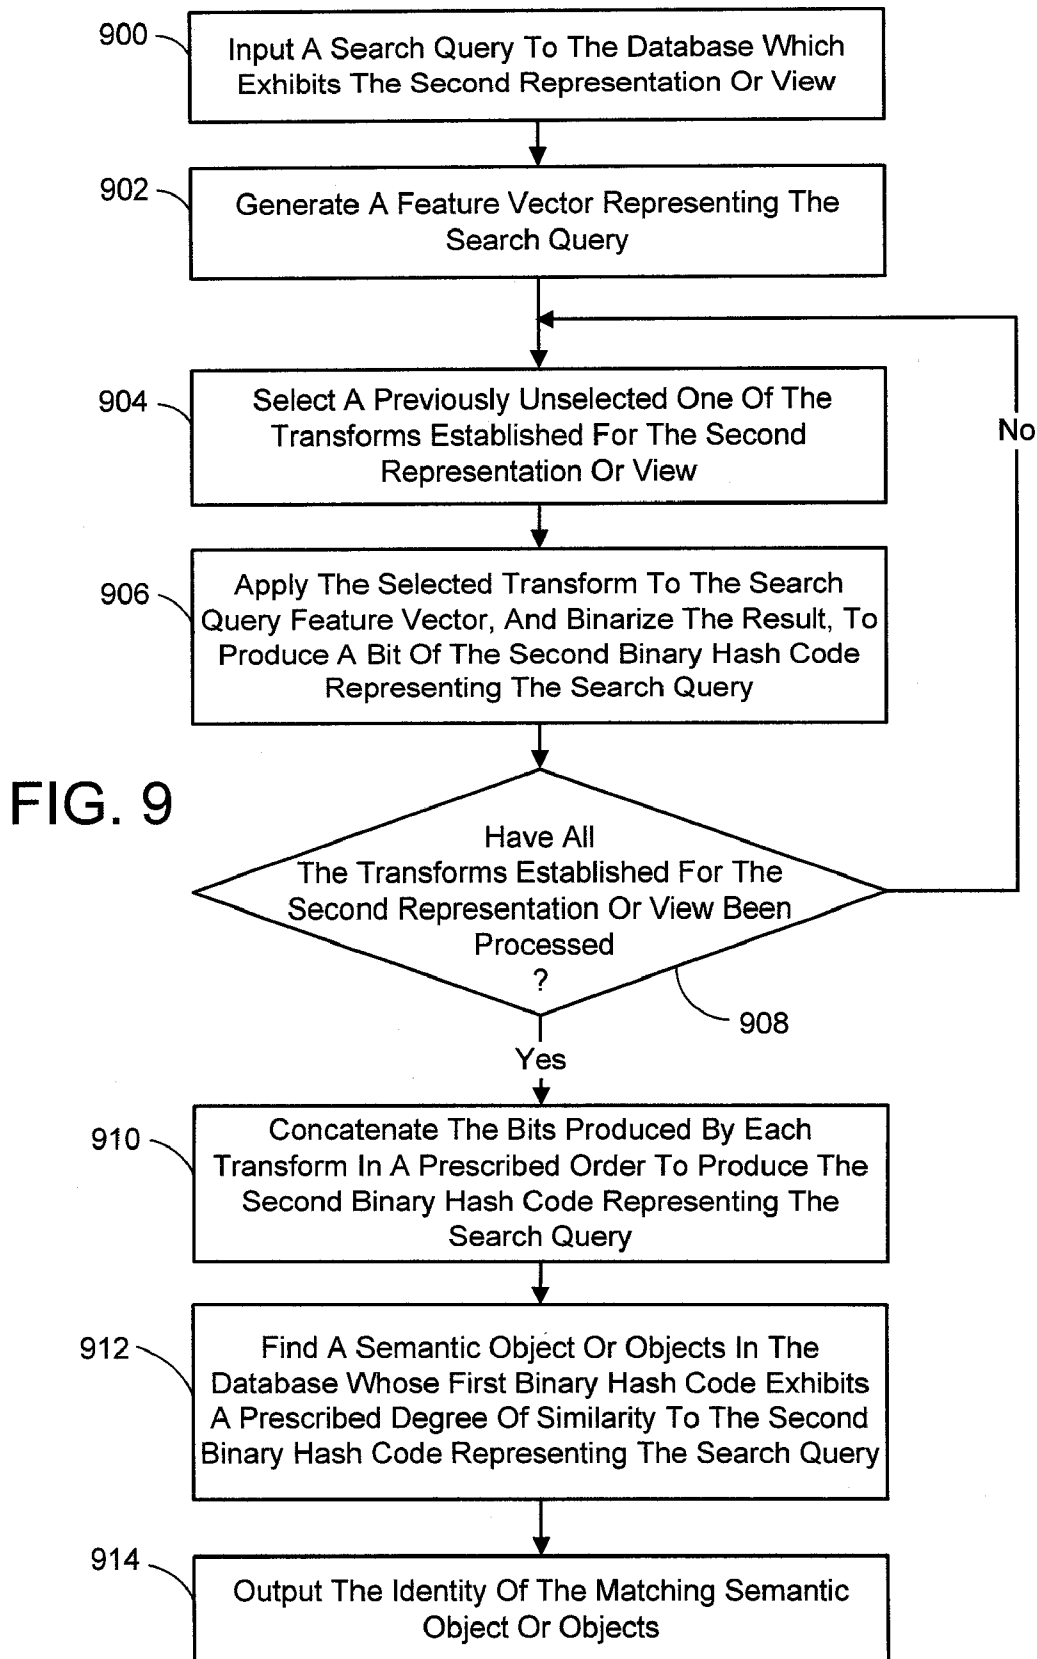 900
Input A Search Query To The Database Which
Exhibits The Second Representation Or View
902
Generate A Feature Vector Representing The
Search Query
904
Select A Previously Unselected One Of The
Transforms Established For The Second
Representation Or View
No
906
Apply The Selected Transform To The Search
Query Feature Vector, And Binarize The Result, To
Produce A Bit Of The Second Binary Hash Code
Representing The Search Query
FIG. 9
Have All
The Transforms Established For The
Second Representation Or View Been
Processed
?
908
Yes
910
Concatenate The Bits Produced By Each
Transform In A Prescribed Order To Produce The
Second Binary Hash Code Representing The
Search Query
912
Find A Semantic Object Or Objects In The
Database Whose First Binary Hash Code Exhibits
A Prescribed Degree Of Similarity To The Second
Binary Hash Code Representing The Search Query
914
Output The Identity Of The Matching Semantic
Object Or Objects